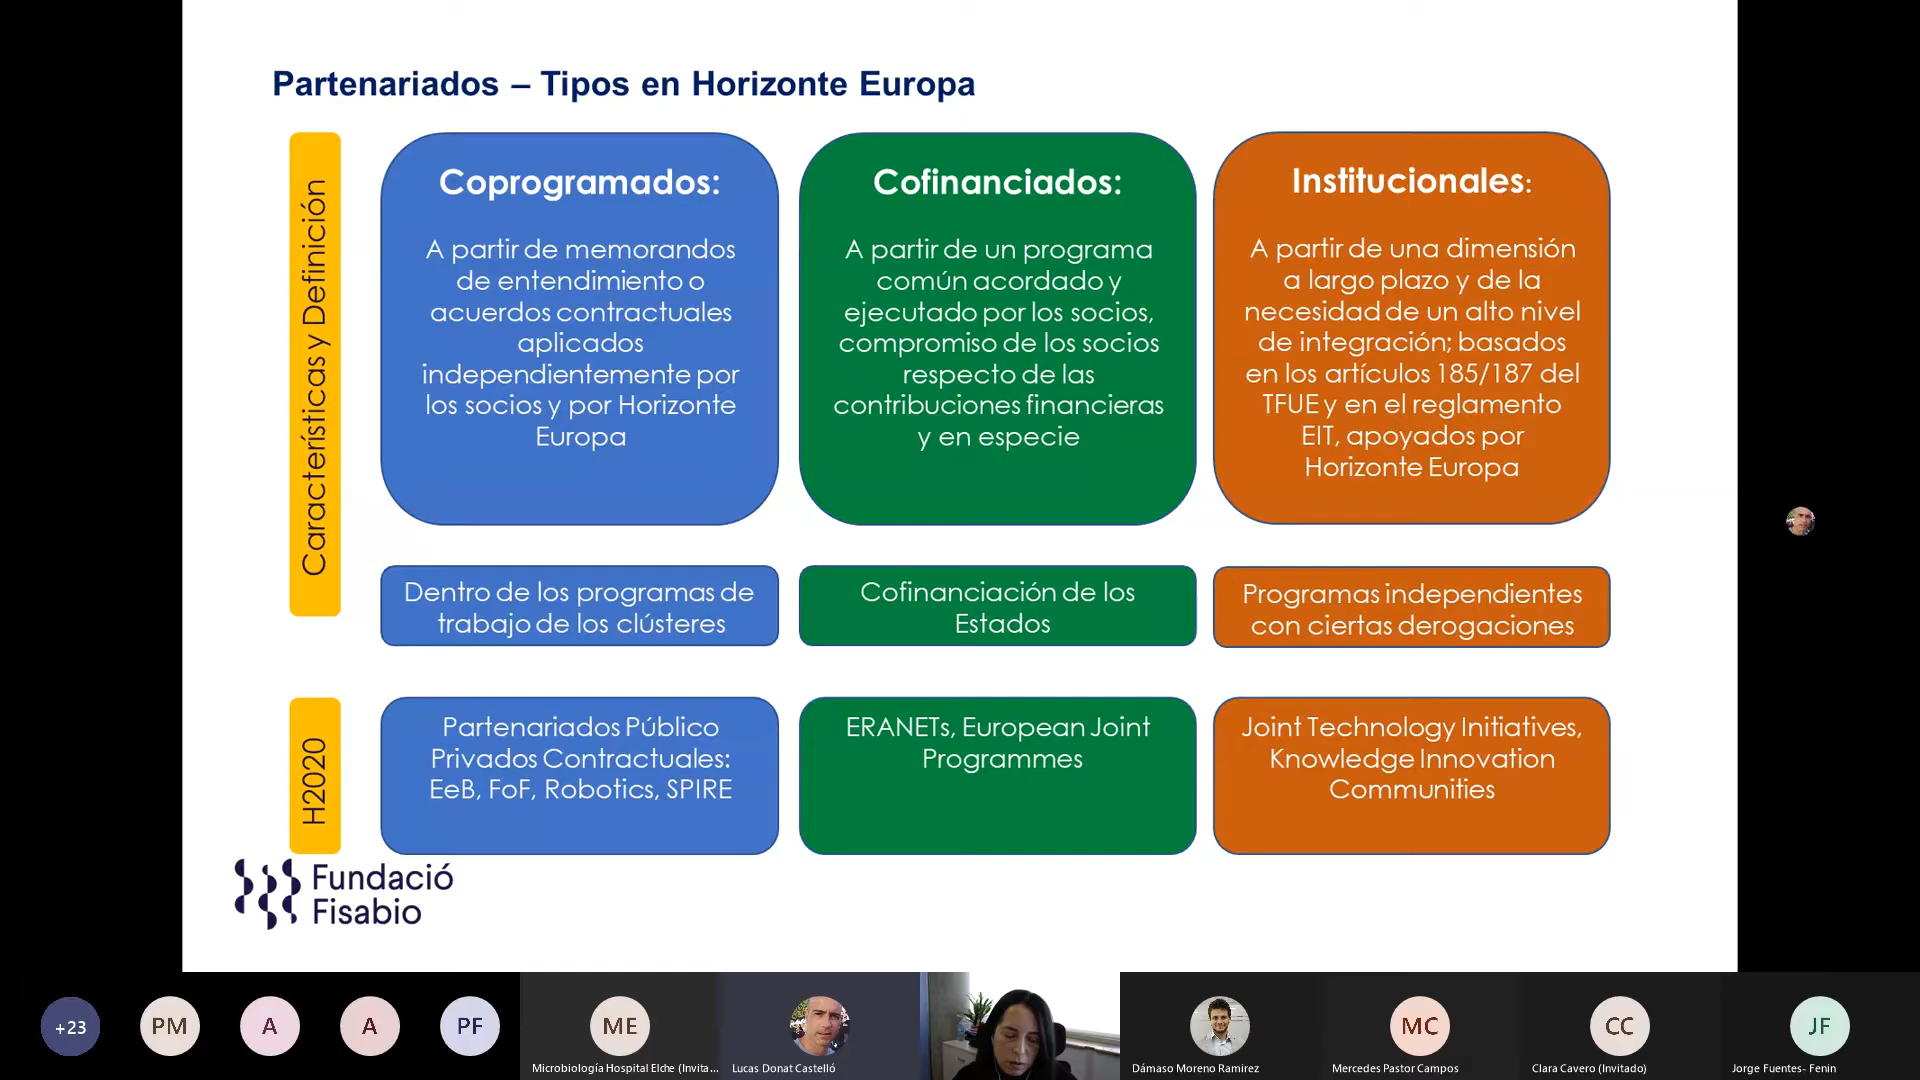 Partenariados – Tipos en Horizonte Europa
Características y Definición
Coprogramados:
A partir de memorandos
de entendimiento o
acuerdos contractuales
aplicados
independientemente por
los socios y por Horizonte
Europa
Cofinanciados:
A partir de un programa
común acordado y
ejecutado por los socios,
compromiso de los socios
respecto de las
contribuciones financieras
y en especie
Institucionales:
A partir de una dimensión
a largo plazo y de la
necesidad de un alto nivel
de integración; basados
en los artículos 185/187 del
TFUE y en el reglamento
EIT, apoyados por
Horizonte Europa
Dentro de los programas de
trabajo de los clústeres
Cofinanciación de los
Estados
Programas independientes
con ciertas derogaciones
H2020
Partenariados Público
Privados Contractuales:
EeB, FoF, Robotics, SPIRE
ERANETs, European Joint
Programmes
Joint Technology Initiatives,
Knowledge Innovation
Communities
Fundació
Fisabio
+23
PM
A
A
PF
ME
MC
CC
JF
Microbiología Hospital Elche (Invita...
Lucas Donat Castelló
Dámaso Moreno Ramirez
Mercedes Pastor Campos
Clara Cavero (Invitado)
Jorge Fuentes- Fenin